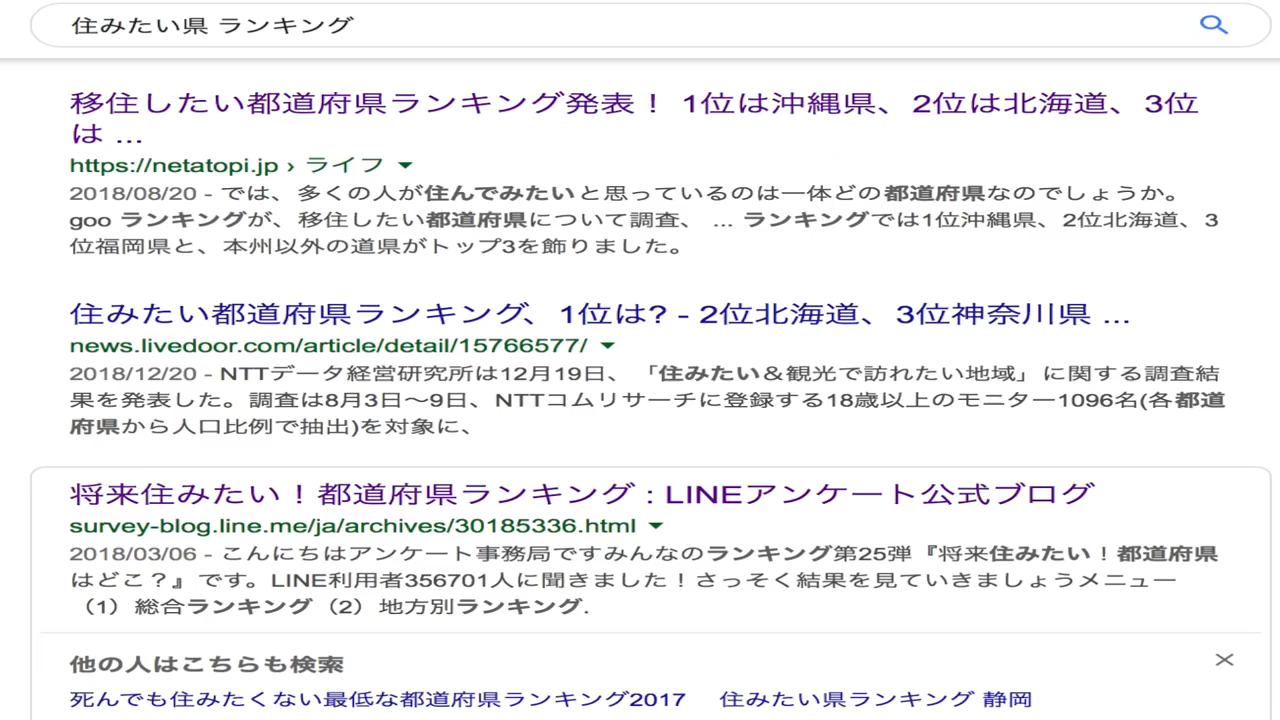 住みたい県 ランキング
移住したい都道府県ランキング発表！ 1位は沖縄県、2位は北海道、3位
は ...
https://netatopi.jp › ライフ
2018/08/20 - では、多くの人が住んでみたいと思っているのは一体どの都道府県なのでしょうか。
goo ランキングが、移住したい都道府県について調査、 ... ランキングでは1位沖縄県、2位北海道、3
位福岡県と、本州以外の道県がトップ3を飾りました。
住みたい都道府県ランキング、1位は? - 2位北海道、3位神奈川県 ...
news.livedoor.com/article/detail/15766577/
2018/12/20 - NTTデータ経営研究所は12月19日、「住みたい＆観光で訪れたい地域」に関する調査結
果を発表した。調査は8月3日～9日、NTTコムリサーチに登録する18歳以上のモニター1096名(各都道
府県から人口比例で抽出)を対象に、
将来住みたい！都道府県ランキング : LINEアンケート公式ブログ
survey-blog.line.me/ja/archives/30185336.html
2018/03/06 - こんにちはアンケート事務局ですみんなのランキング第25弾『将来住みたい！都道府県
はどこ？』です。LINE利用者356701人に聞きました！さっそく結果を見ていきましょうメニュー
（1）総合ランキング（2）地方別ランキング.
他の人はこちらも検索
死んでも住みたくない最低な都道府県ランキング2017 住みたい県ランキング 静岡